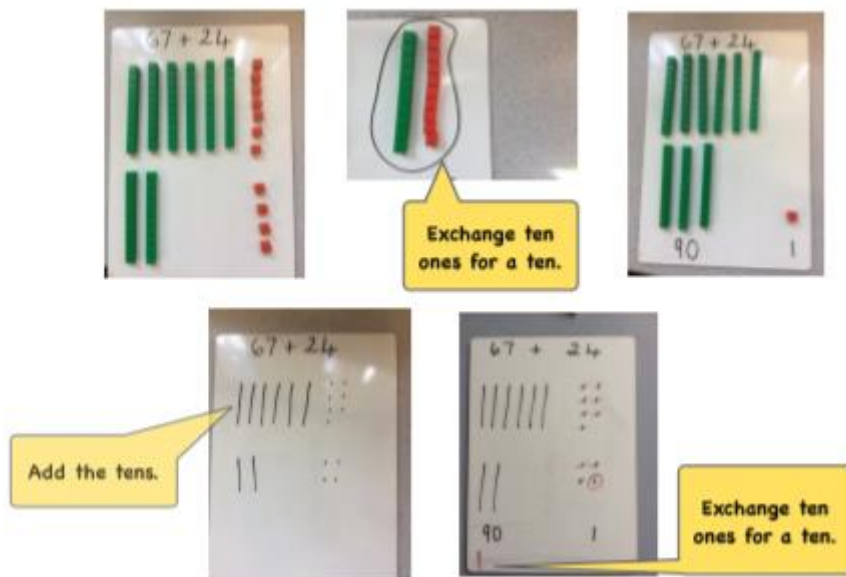 67 + 24
67 + 24
Exchange ten
ones for a ten.
90 1
67 + 24
67 + 24
Add the tens.
90 1
Exchange ten
ones for a ten.